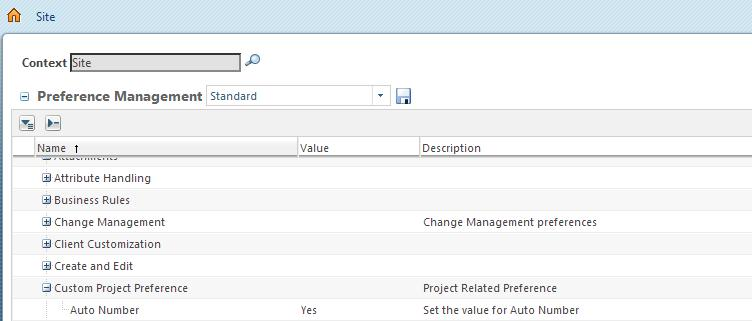 Site
Context Site
Preference Management Standard
Name Value Description
Attachments
Attribute Handling
Business Rules
Change Management Change Management preferences
Client Customization
Create and Edit
Custom Project Preference Project Related Preference
Auto Number Yes Set the value for Auto Number